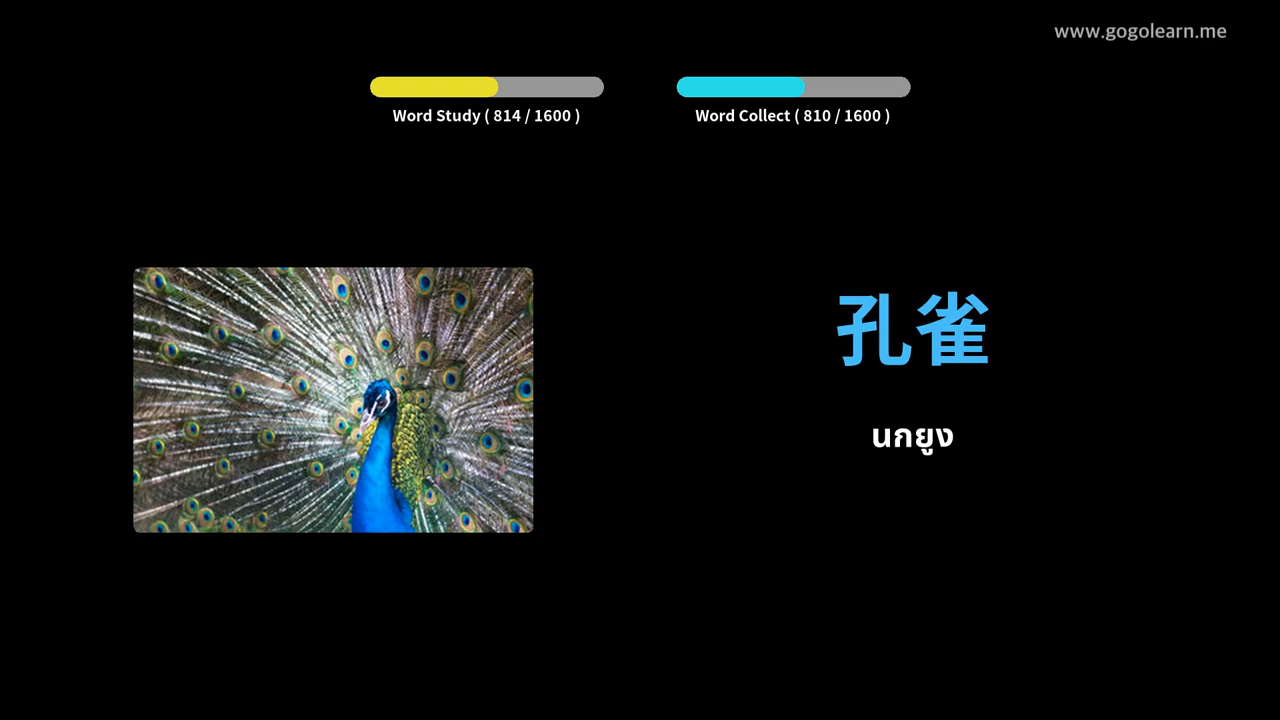 www.gogolearn.me
Word Study ( 814 / 1600 )
Word Collect ( 810 / 1600 )
孔雀
นกยูง